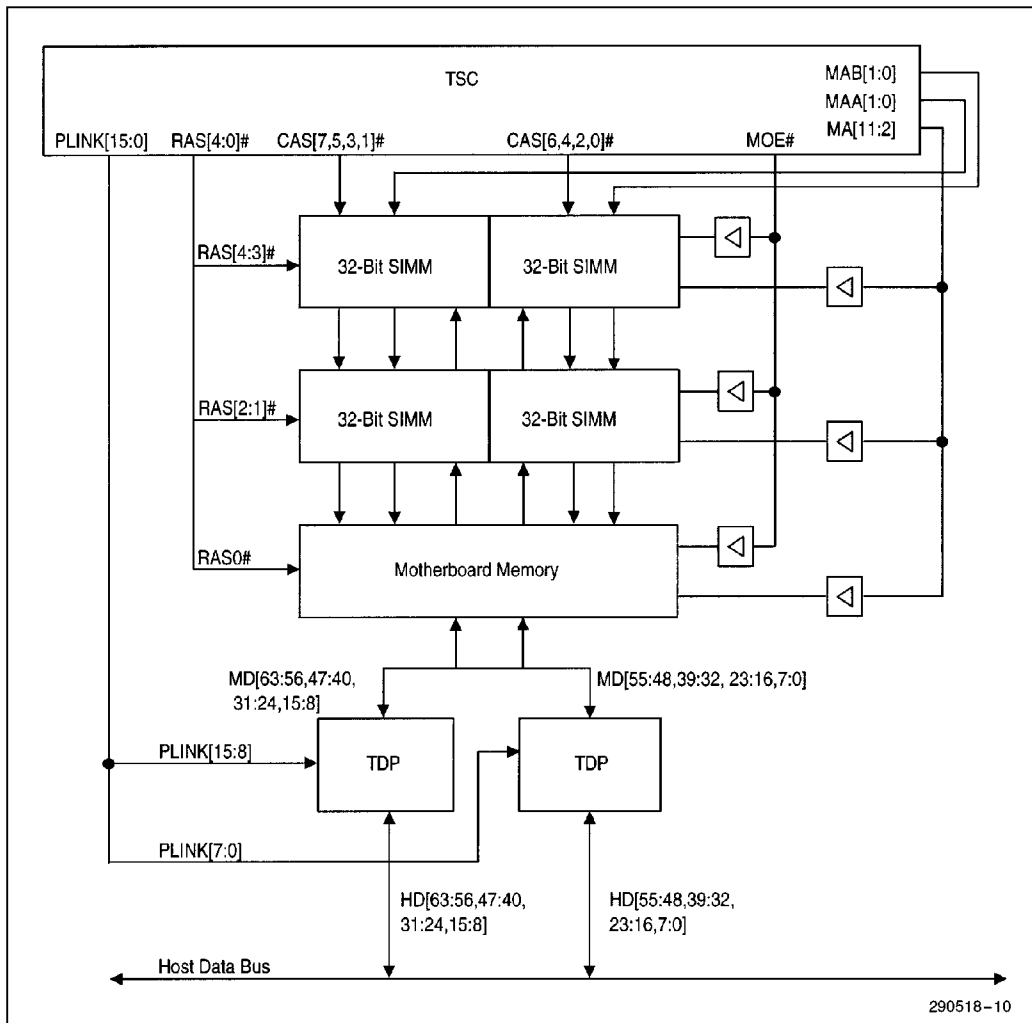 TSC
MAB[1:0]
MAA[1:0]
MA[11:2]
PLINK[15:0]
RAS[4:0]#
CAS[7,5,3,1]#
CAS[6,4,2,0]#
MOE#
RAS[4:3]#
32-Bit SIMM
32-Bit SIMM
RAS[2:1]#
32-Bit SIMM
32-Bit SIMM
RAS0#
Motherboard Memory
MD[63:56,47:40,
31:24,15:8]
MD[55:48,39:32, 23:16,7:0]
PLINK[15:8]
TDP
TDP
PLINK[7:0]
HD[63:56,47:40,
31:24,15:8]
HD[55:48,39:32,
23:16,7:0]
Host Data Bus
290518-10